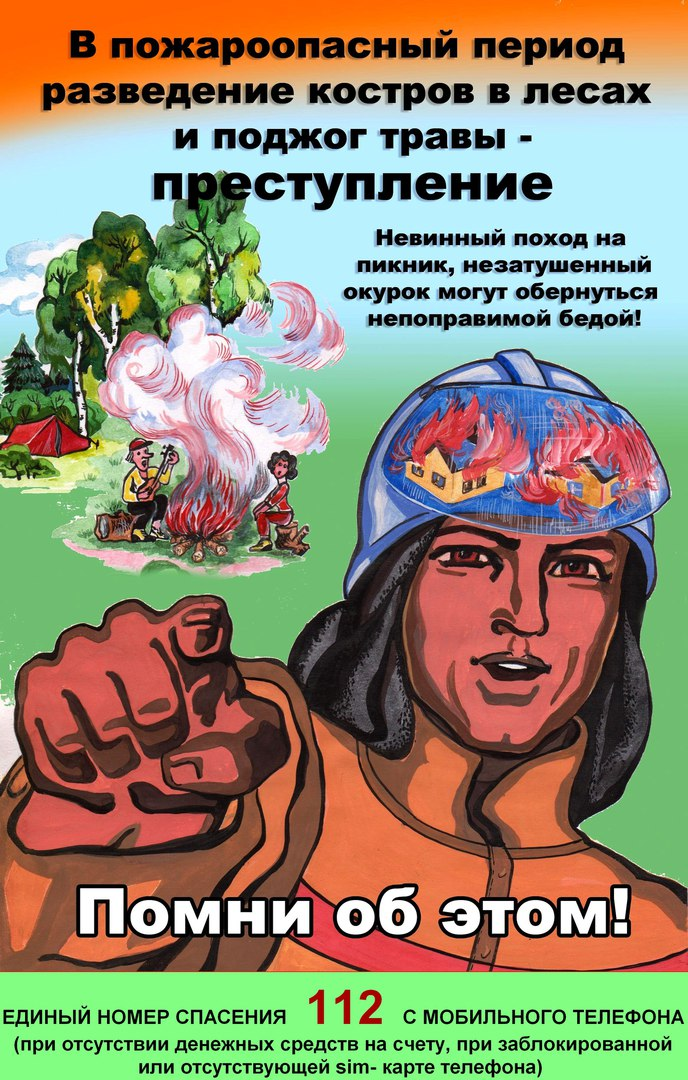 В пожароопасный период
разведение костров в лесах
и поджог травы -
преступление
Невинный поход на
пикник, незатушенный
окурок могут обернуться
непоправимой бедой!
Помни об этом!
ЕДИНЫЙ НОМЕР СПАСЕНИЯ 112 С МОБИЛЬНОГО ТЕЛЕФОНА
(при отсутствии денежных средств на счету, при заблокированной
или отсутствующей sim- карте телефона)